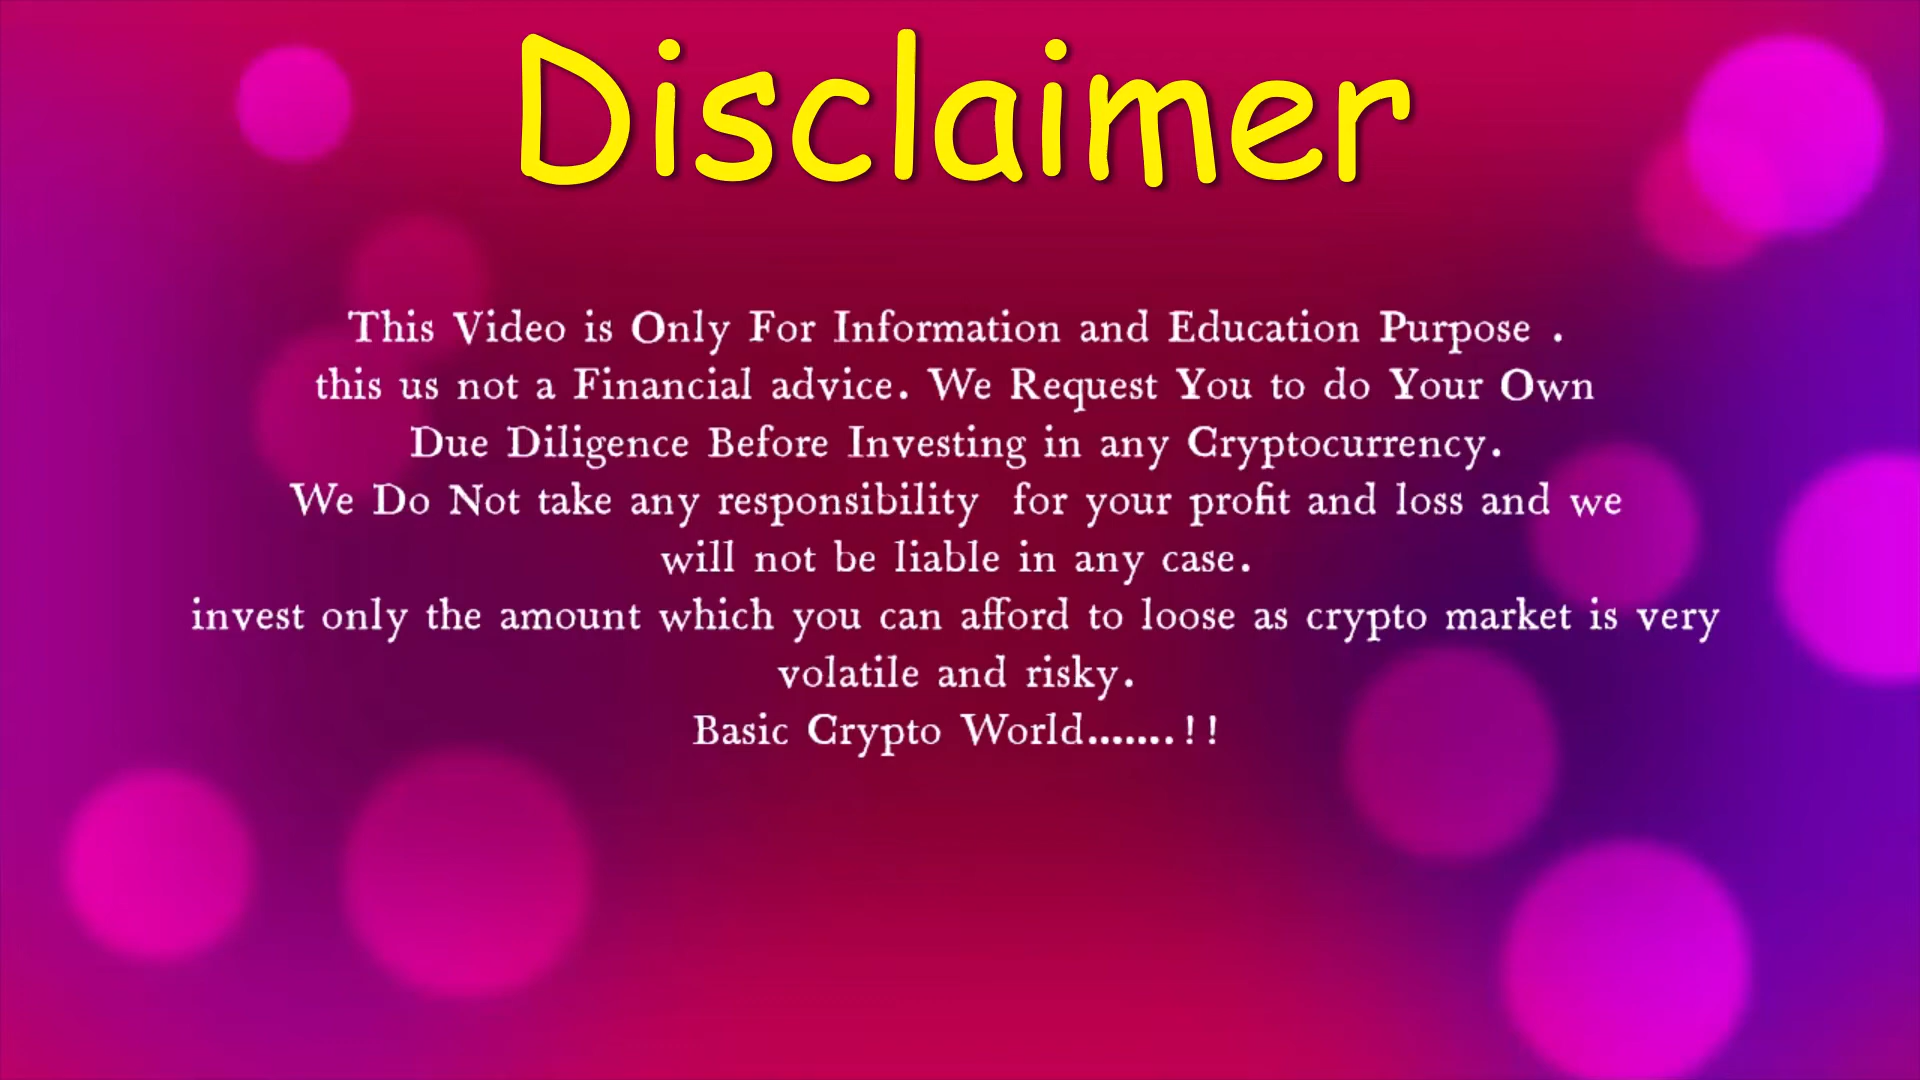 Disclaimer
This Video is Only For Information and Education Purpose .
this us not a Financial advice. We Request You to do Your Own
Due Diligence Before Investing in any Cryptocurrency.
We Do Not take any responsibility  for your profit and loss and we
will not be liable in any case.
invest only the amount which you can afford to loose as crypto market is very
volatile and risky.
Basic Crypto World.......!!